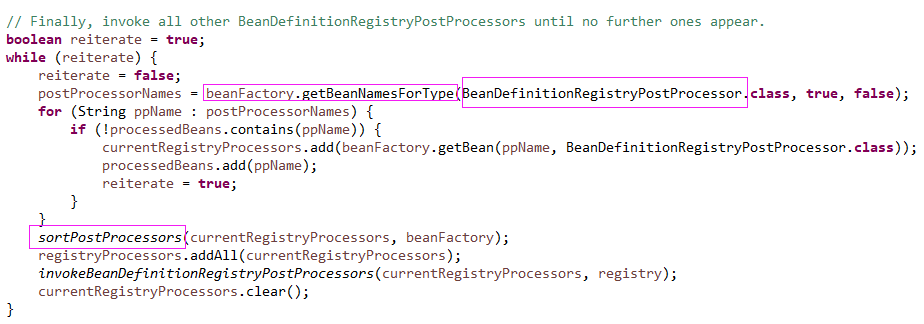 // Finally, invoke all other BeanDefinitionRegistryPostProcessors until no further ones appear.
boolean reiterate = true;
while (reiterate) {
    reiterate = false;
    postProcessorNames = beanFactory.getBeanNamesForType(BeanDefinitionRegistryPostProcessor.class, true, false);
    for (String ppName : postProcessorNames) {
        if (!processedBeans.contains(ppName)) {
            currentRegistryProcessors.add(beanFactory.getBean(ppName, BeanDefinitionRegistryPostProcessor.class));
            processedBeans.add(ppName);
            reiterate = true;
        }
    }
    sortPostProcessors(currentRegistryProcessors, beanFactory);
    registryProcessors.addAll(currentRegistryProcessors);
    invokeBeanDefinitionRegistryPostProcessors(currentRegistryProcessors, registry);
    currentRegistryProcessors.clear();
}